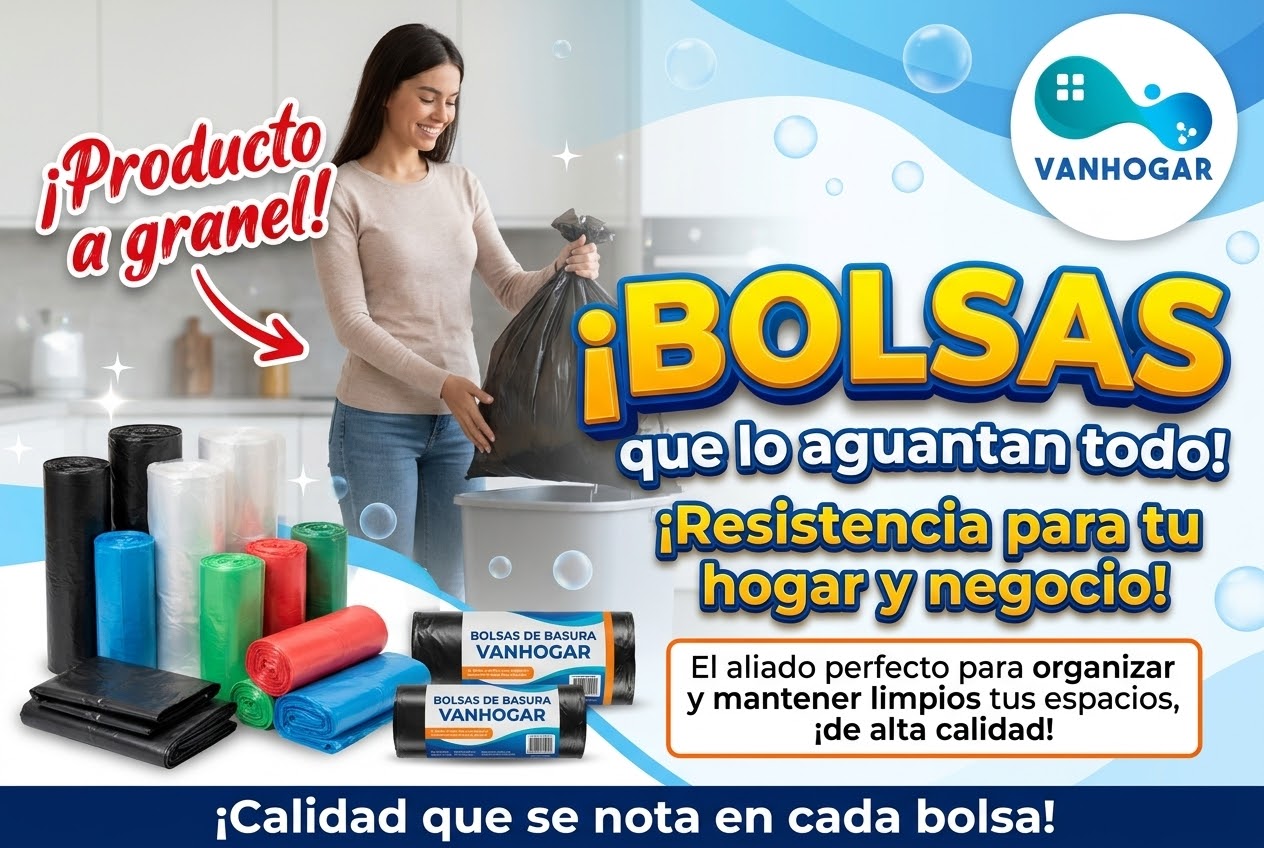 ¡Producto
a granel!
VANHOGAR
¡BOLSAS
que lo aguantan todo!
¡Resistencia para tu
hogar y negocio!
El aliado perfecto para organizar
y mantener limpios tus espacios,
¡de alta calidad!
BOLSAS DE BASURA
VANHOGAR
BOLSAS DE BASURA
VANHOGAR
¡Calidad que se nota en cada bolsa!